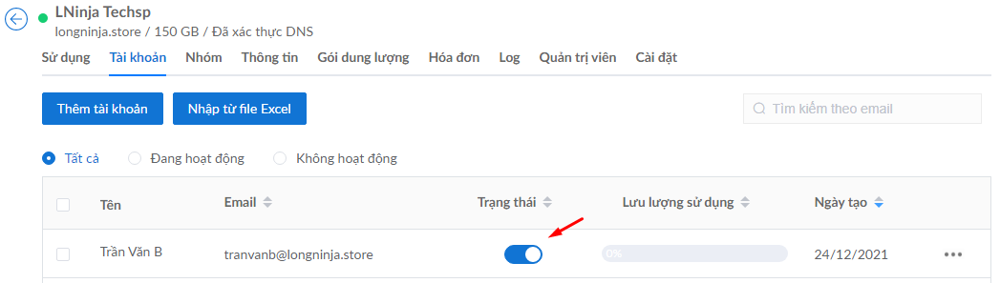 LNinja Techsp
longninja.store / 150 GB / Đã xác thực DNS
Sử dụng Tài khoản Nhóm Thông tin Gói dung lượng Hóa đơn Log Quản trị viên Cài đặt
Thêm tài khoản Nhập từ file Excel Tìm kiếm theo email
Tất cả Đang hoạt động Không hoạt động
Tên Email Trạng thái Lưu lượng sử dụng Ngày tạo
Trần Văn B tranvanb@longninja.store 0% 24/12/2021